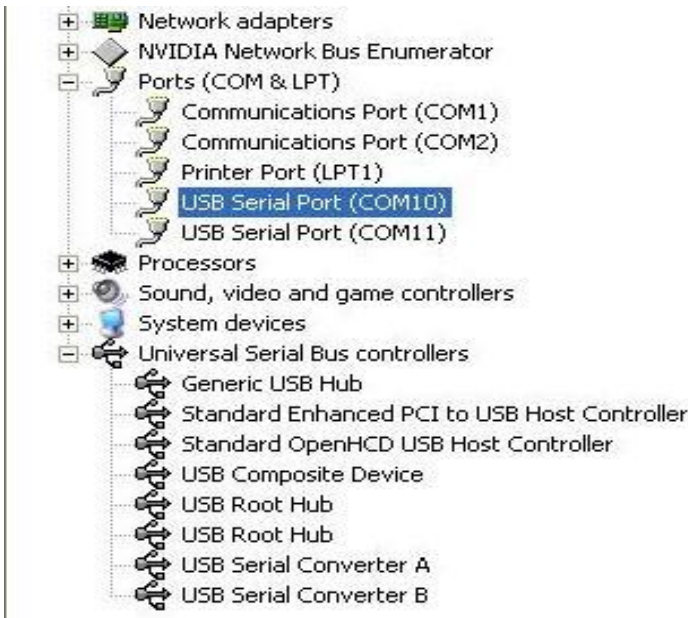 Network adapters
NVIDIA Network Bus Enumerator
Ports (COM & LPT)
Communications Port (COM1)
Communications Port (COM2)
Printer Port (LPT1)
USB Serial Port (COM10)
USB Serial Port (COM11)
Processors
Sound, video and game controllers
System devices
Universal Serial Bus controllers
Generic USB Hub
Standard Enhanced PCI to USB Host Controller
Standard OpenHCD USB Host Controller
USB Composite Device
USB Root Hub
USB Root Hub
USB Serial Converter A
USB Serial Converter B